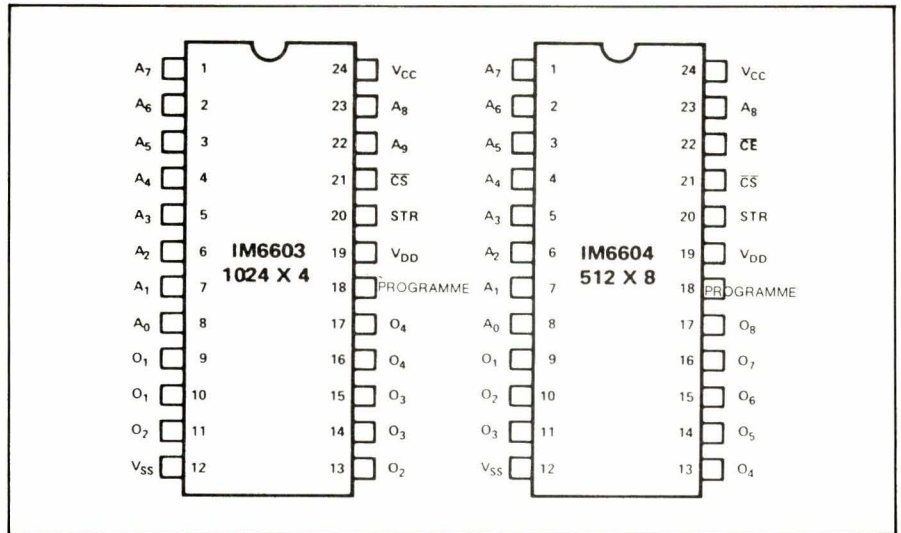 A7 1 24 VCC
A6 2 23 A8
A5 3 22 A9
A4 4 21 C̅S̅
A3 5 20 STR
A2 6 19 VDD
A1 7 18 PROGRAMME
A0 8 17 O4
O1 9 16 O4
O1 10 15 O3
O2 11 14 O3
VSS 12 13 O2
IM6603
1024 X 4
A7 1 24 VCC
A6 2 23 A8
A5 3 22 C̅E̅
A4 4 21 C̅S̅
A3 5 20 STR
A2 6 19 VDD
A1 7 18 PROGRAMME
A0 8 17 O8
O1 9 16 O7
O2 10 15 O6
O3 11 14 O5
VSS 12 13 O4
IM6604
512 X 8